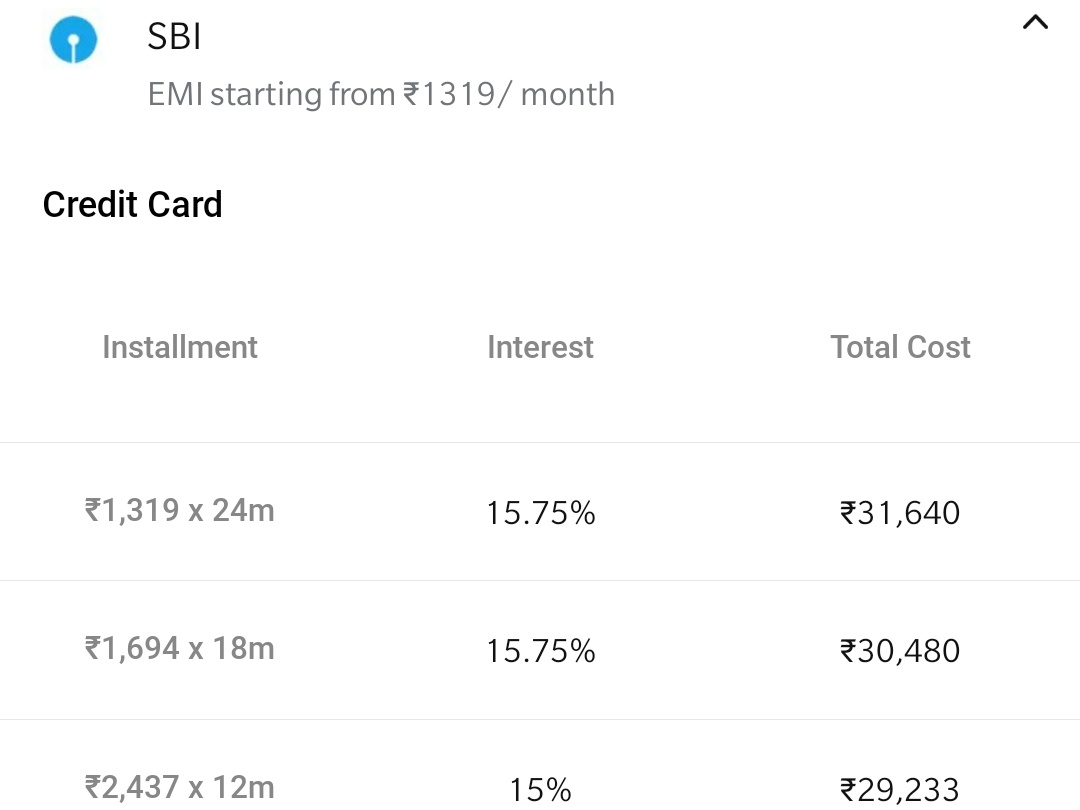 SBI
EMI starting from ₹1319/ month
Credit Card
Installment Interest Total Cost
₹1,319 x 24m 15.75% ₹31,640
₹1,694 x 18m 15.75% ₹30,480
₹2,437 x 12m 15% ₹29,233